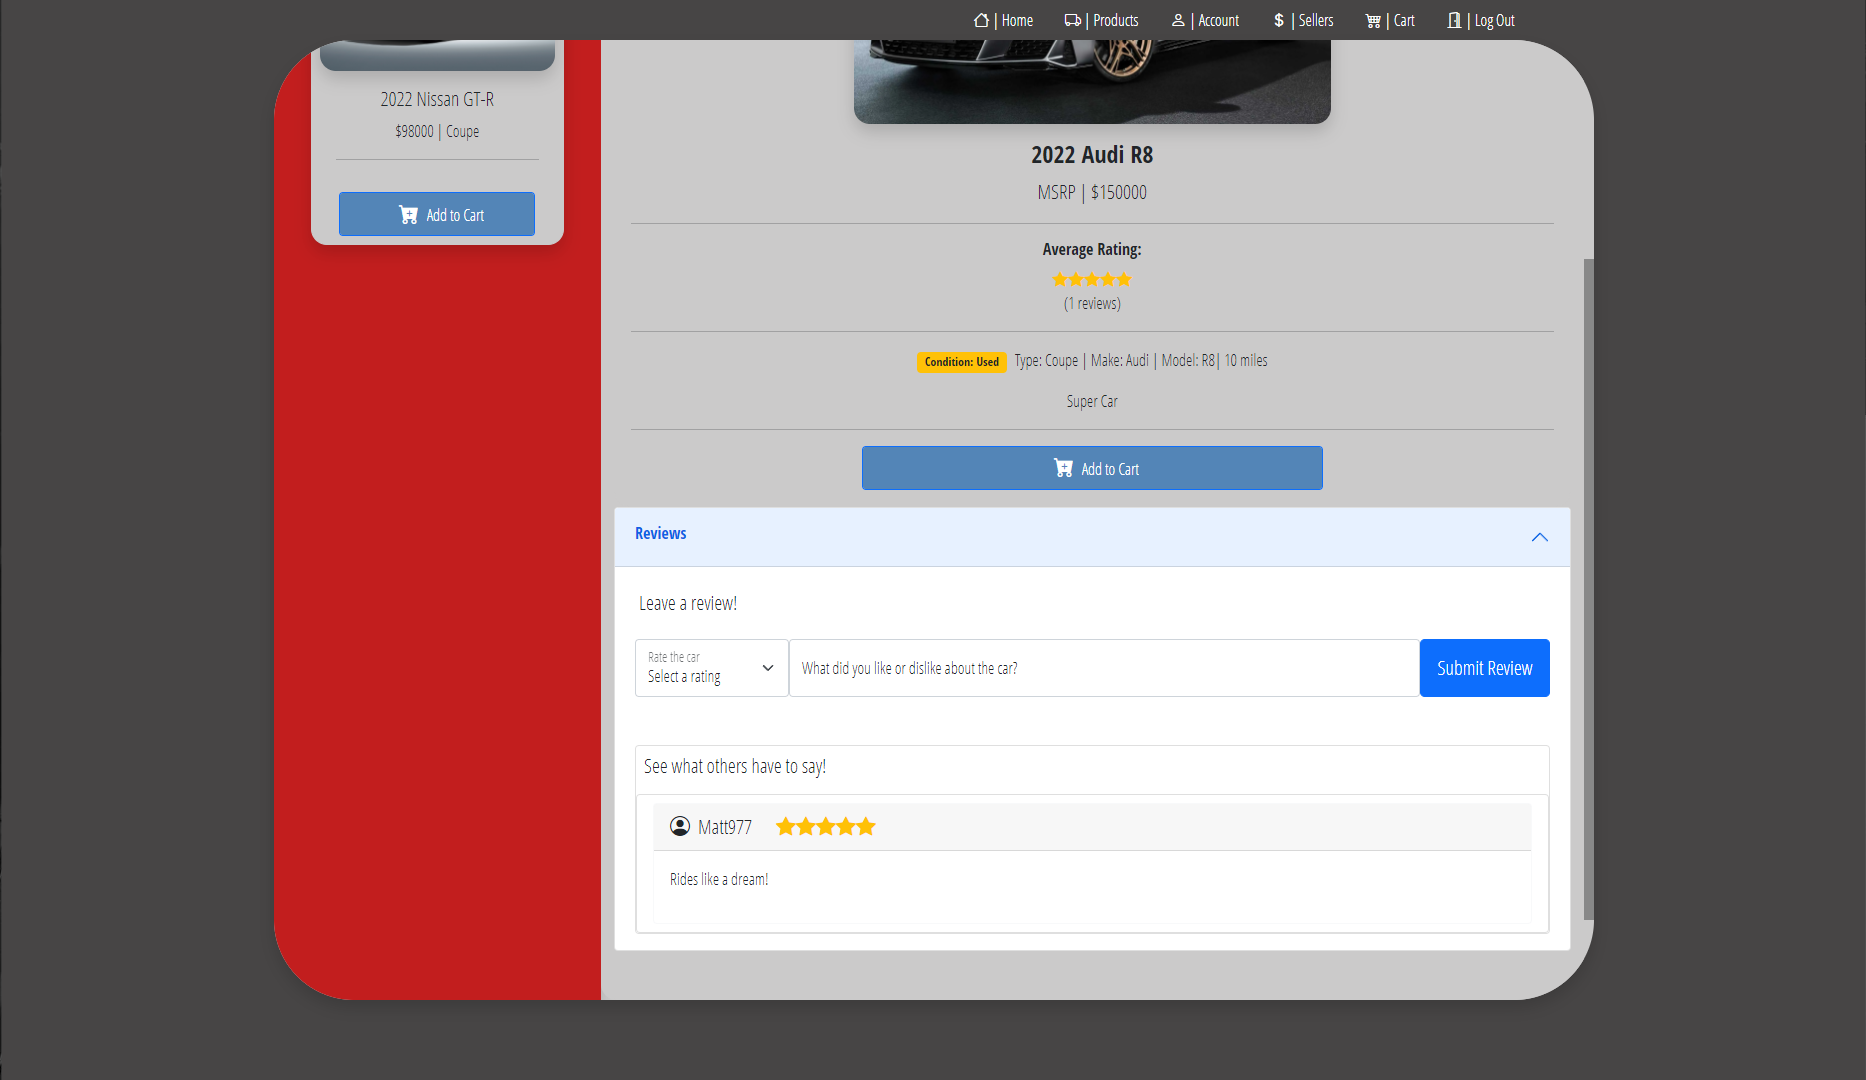 | Home | Products | Account $ | Sellers | Cart | Log Out
2022 Nissan GT-R
$98000 | Coupe
Add to Cart
2022 Audi R8
MSRP | $150000
Average Rating:
(1 reviews)
Condition: Used Type: Coupe | Make: Audi | Model: R8| 10 miles
Super Car
Add to Cart
Reviews
Leave a review!
Rate the car
Select a rating
What did you like or dislike about the car?
Submit Review
See what others have to say!
Matt977
Rides like a dream!